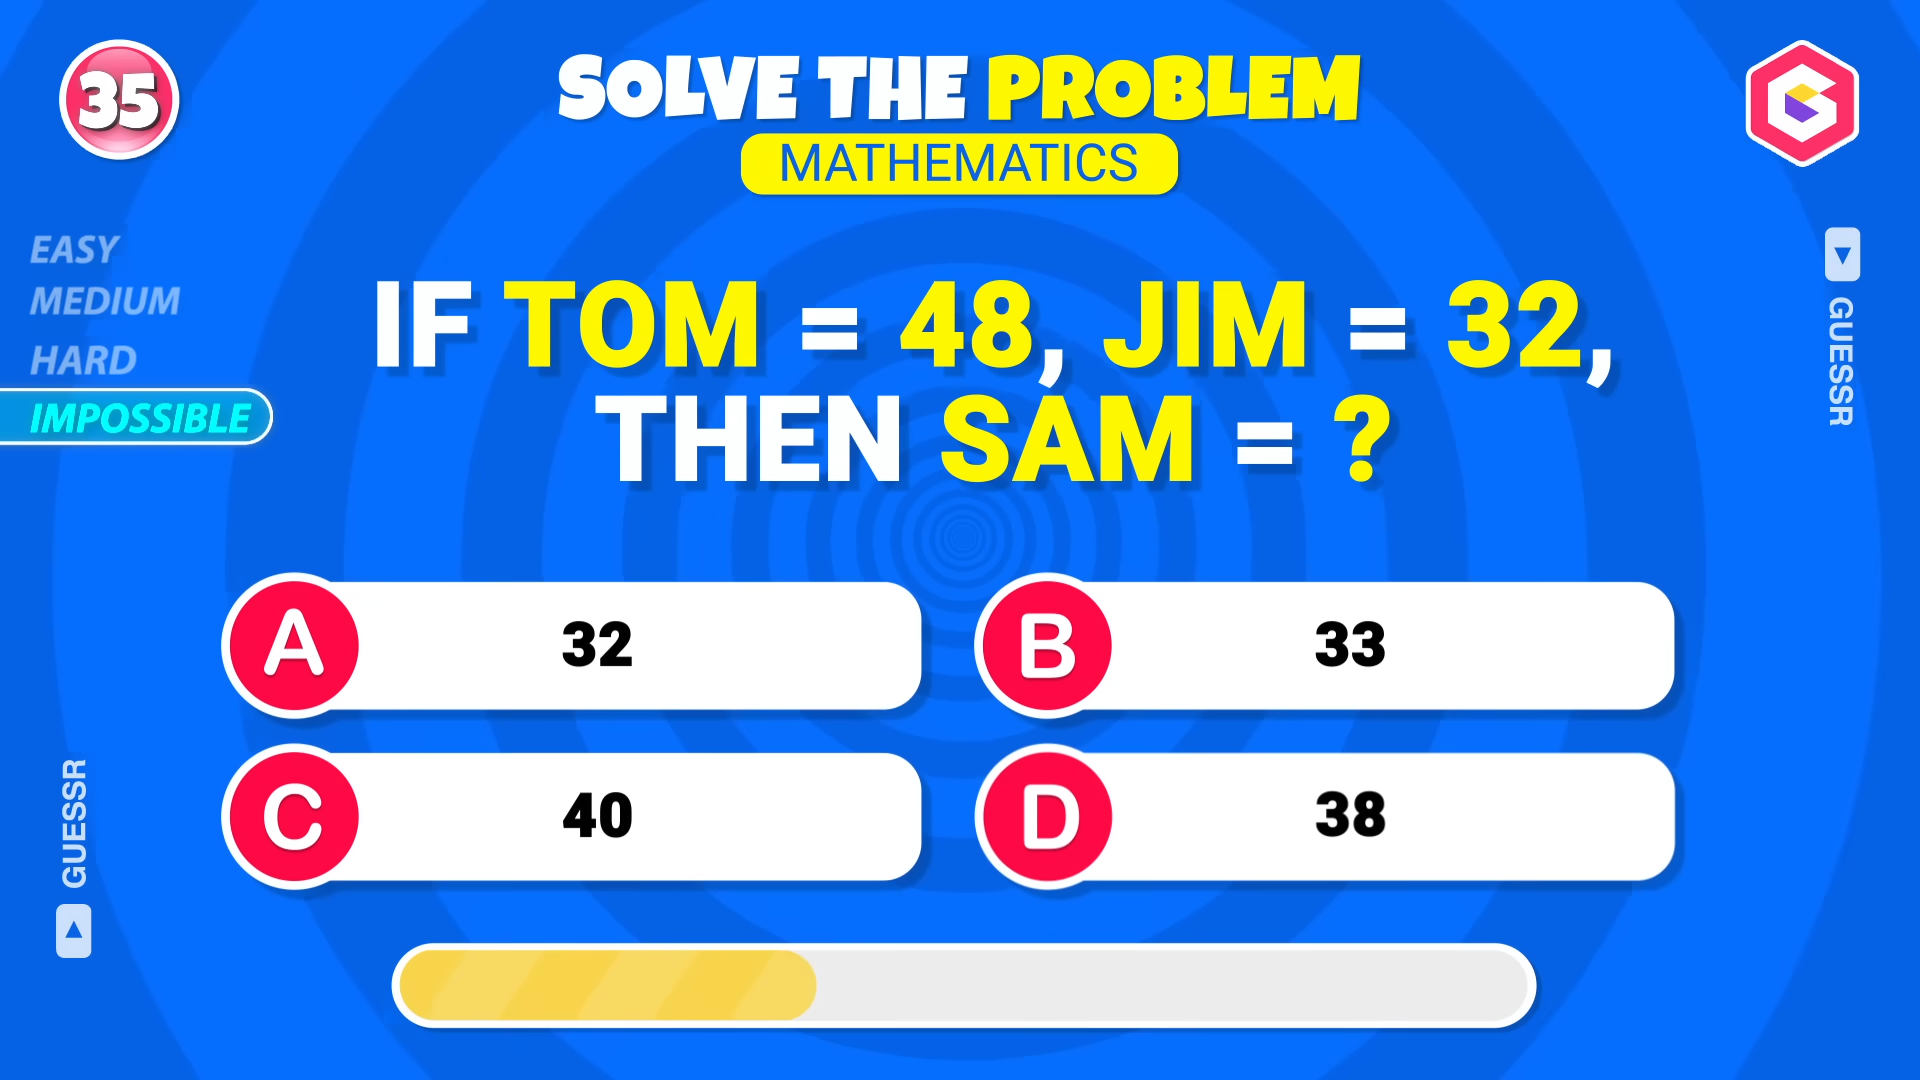 35
SOLVE THE PROBLEM
MATHEMATICS
G
EASY
MEDIUM
HARD
IMPOSSIBLE
IF TOM = 48, JIM = 32,
THEN SAM = ?
GUESSR
A 32
B 33
C 40
D 38
GUESSR